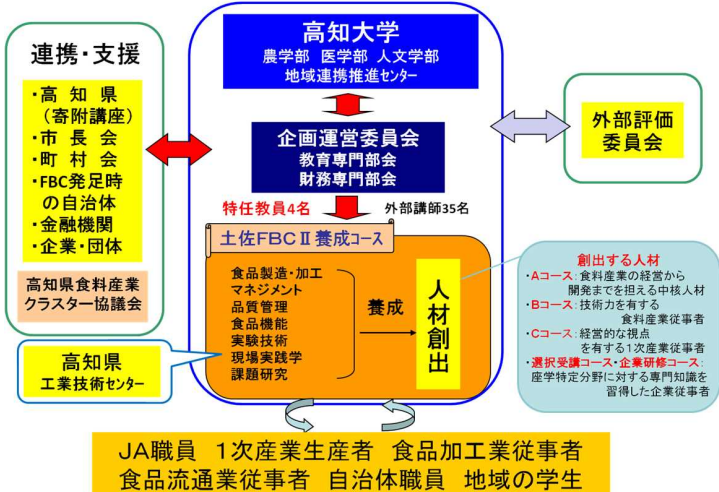 連携・支援
・高　知　県
（寄附講座）
・市　長　会
・町　村　会
・FBC発足時
の自治体
・金融機関
・企業・団体
高知県食料産業
クラスター協議会
高知県
工業技術センター
高知大学
農学部　医学部　人文学部
地域連携推進センター
企画運営委員会
教育専門部会
財務専門部会
特任教員4名
外部講師35名
土佐FBCⅡ養成コース
食品製造・加工
マネジメント
品質管理
食品機能
実験技術
現場実践学
課題研究
養成
人材創出
外部評価
委員会
創出する人材
・Aコース：食料産業の経営から
開発までを担える中核人材
・Bコース：技術力を有する
食料産業従事者
・Cコース：経営的な視点
を有する1次産業従事者
・選択受講コース・企業研修コース：
座学特定分野に対する専門知識を
習得した企業従事者
JA職員　1次産業生産者　食品加工業従事者
食品流通業従事者　自治体職員　地域の学生